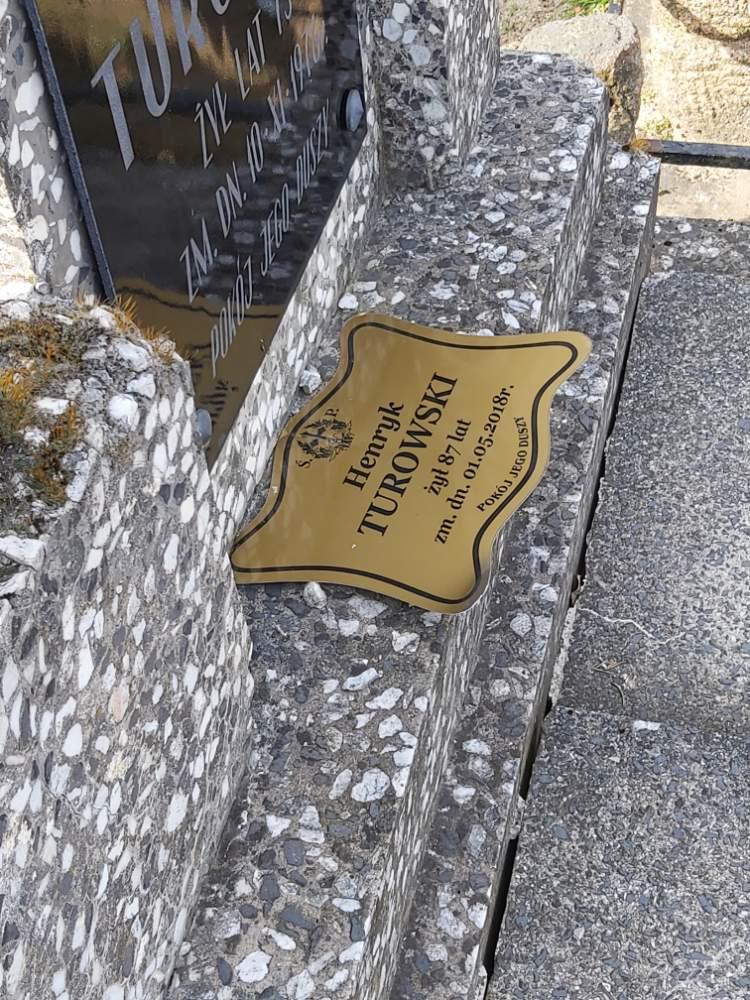 ŻYŁ LAT
ZM. DN. 10-XI-19
POKÓJ JEGO DUSZY
Ś. P.
Henryk
TUROWSKI
żył 87 lat
zm. dn. 01.05.2018r.
POKÓJ JEGO DUSZY